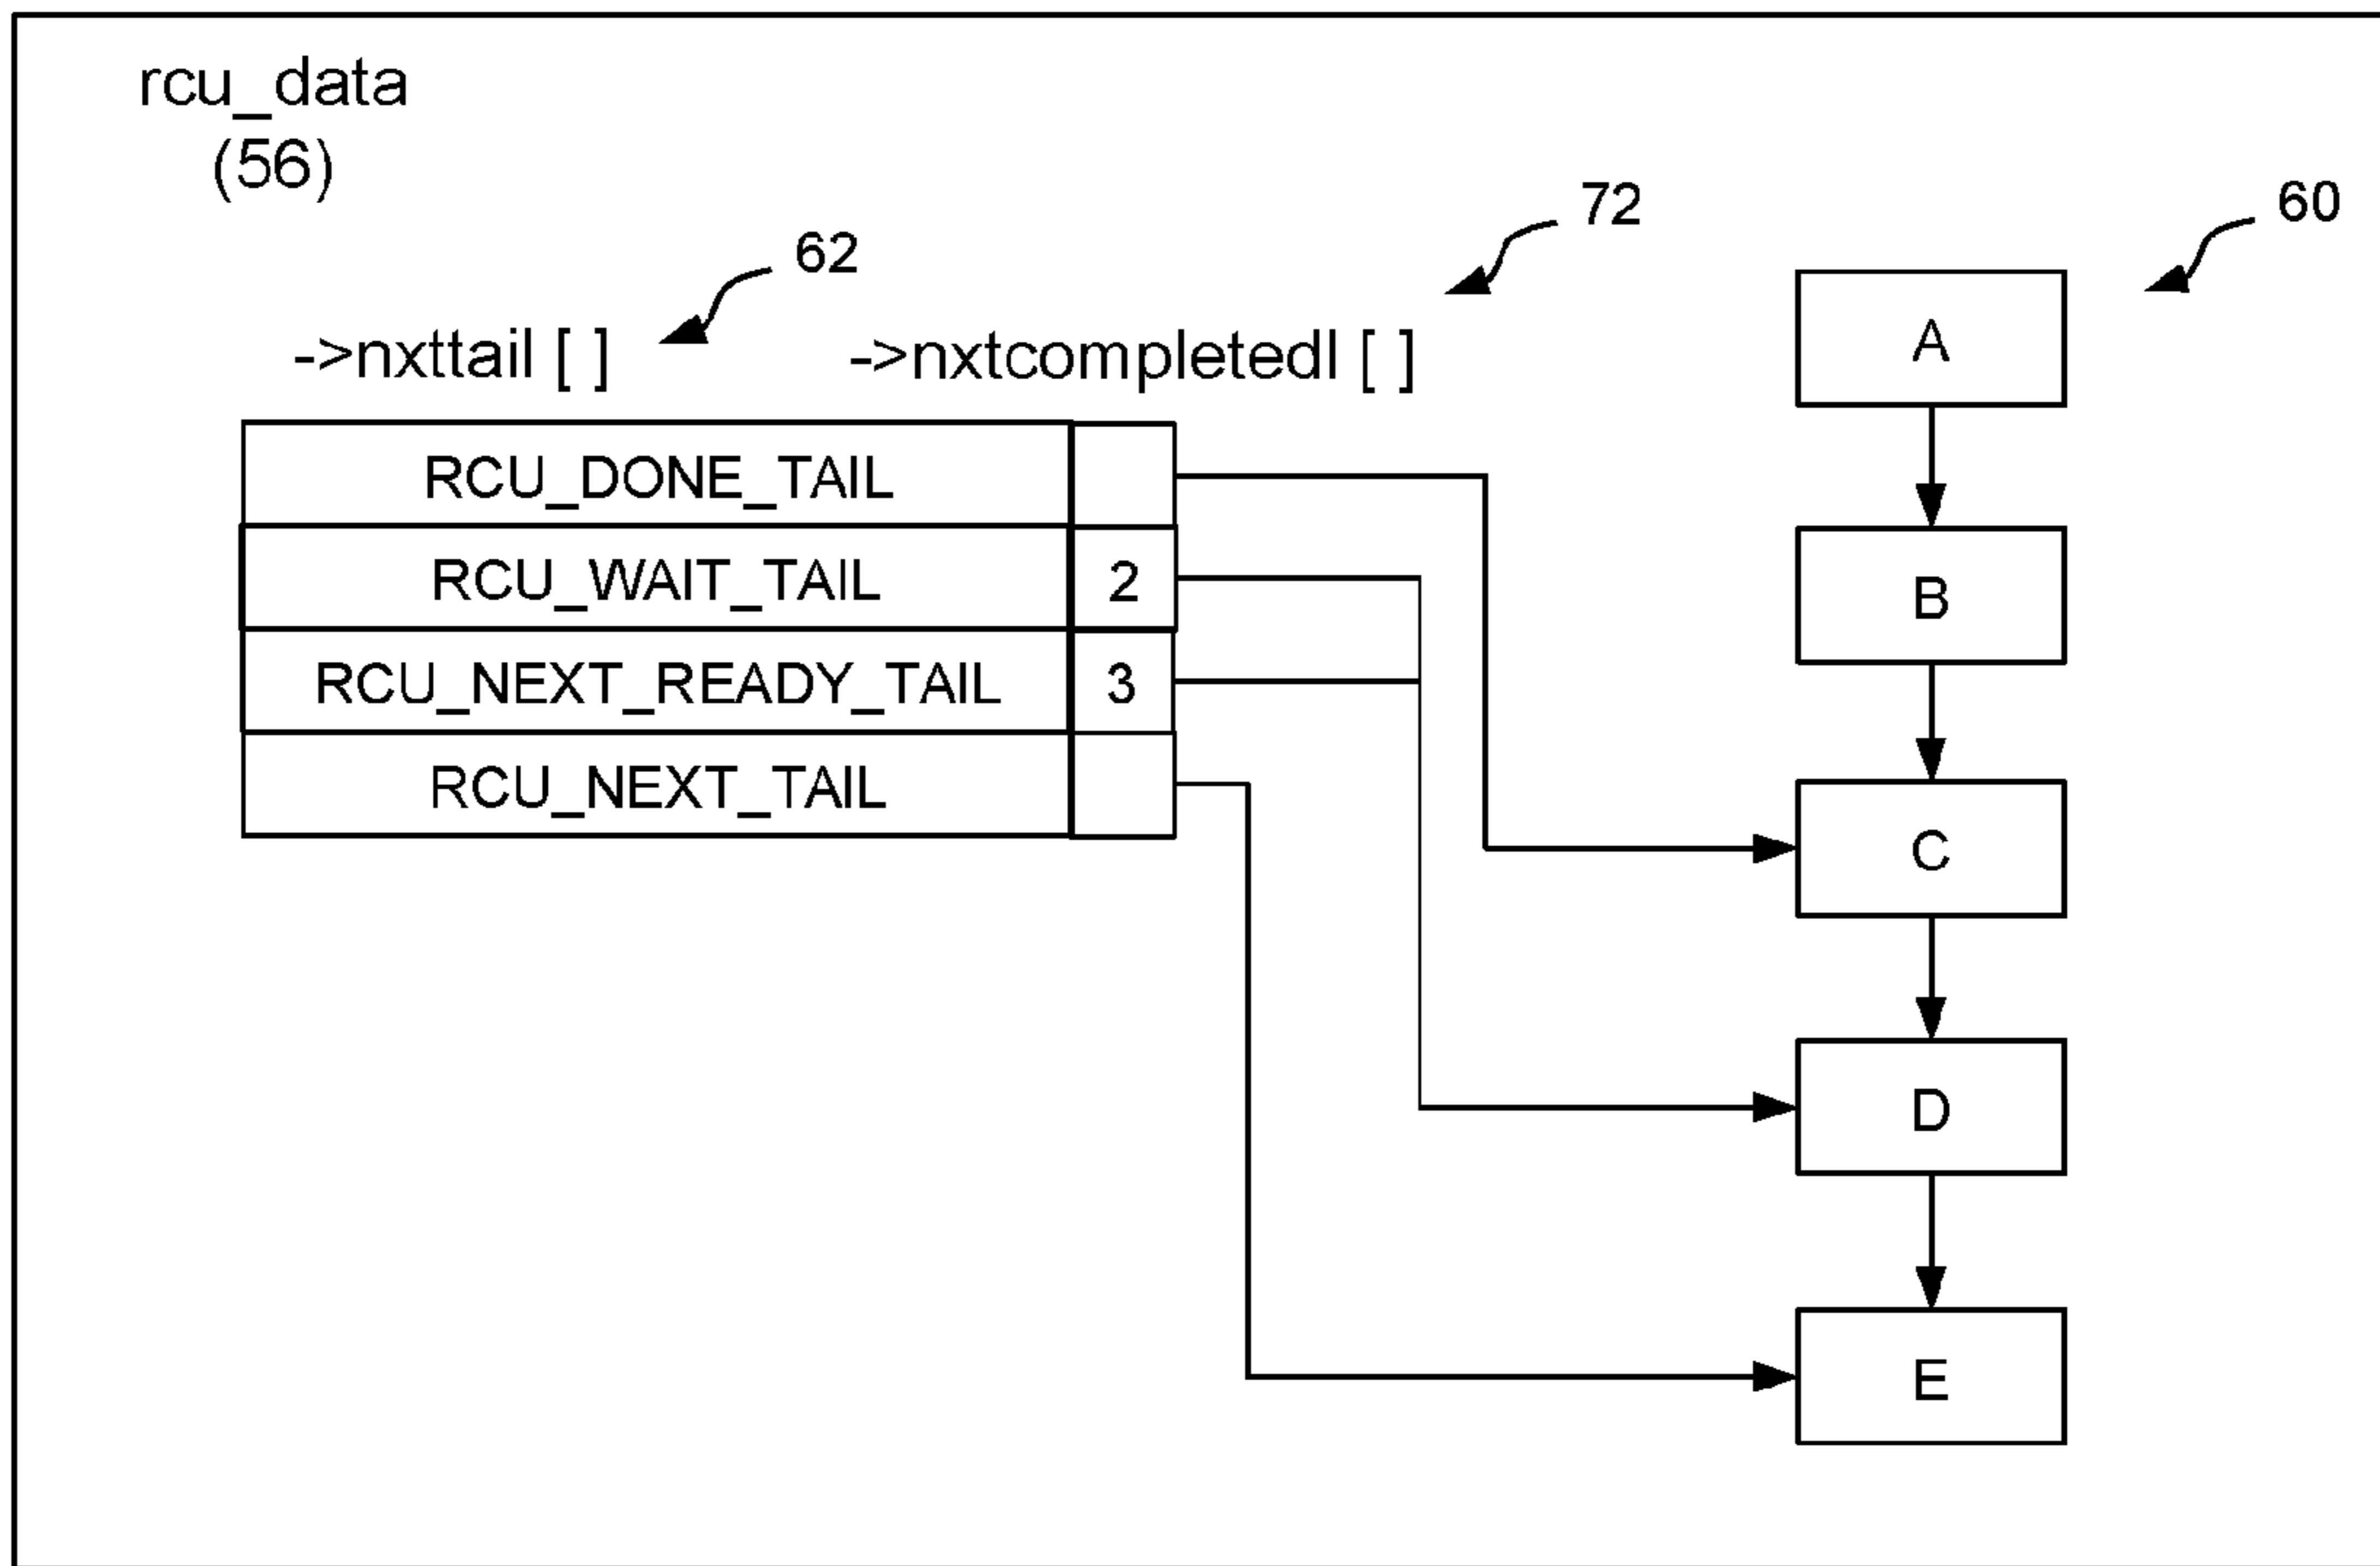 rcu_data
(56)
72
60
62
->nxttail [ ]
->nxtcompletedl [ ]
RCU_DONE_TAIL
RCU_WAIT_TAIL 2
RCU_NEXT_READY_TAIL 3
RCU_NEXT_TAIL
A
B
C
D
E